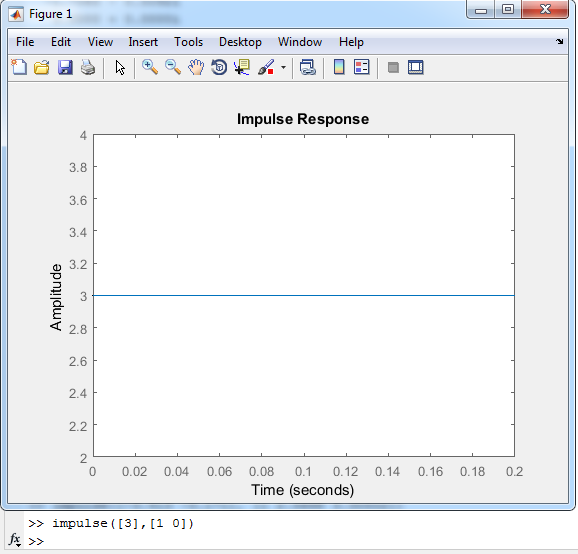 Figure 1
File Edit View Insert Tools Desktop Window Help
Impulse Response
4
3.8
3.6
3.4
3.2
3
2.8
2.6
2.4
2.2
2
Amplitude
0 0.02 0.04 0.06 0.08 0.1 0.12 0.14 0.16 0.18 0.2
Time (seconds)
>> impulse([3],[1 0])
fx >>